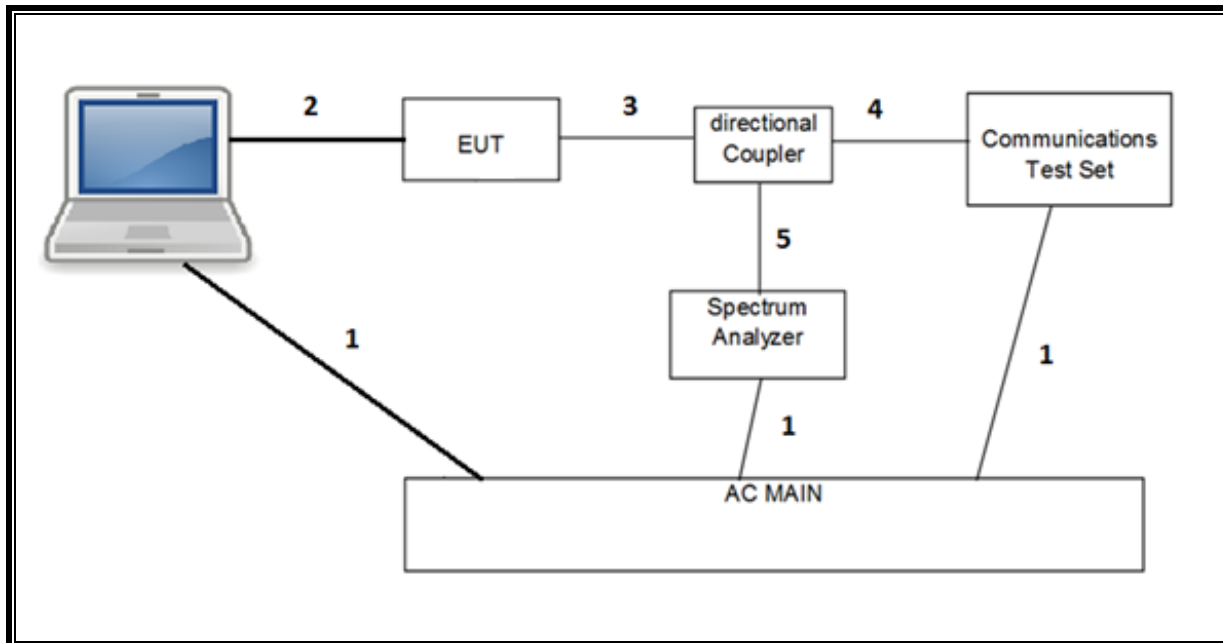 2
EUT
3
directional
Coupler
4
Communications
Test Set
5
Spectrum
Analyzer
1
1
1
AC MAIN